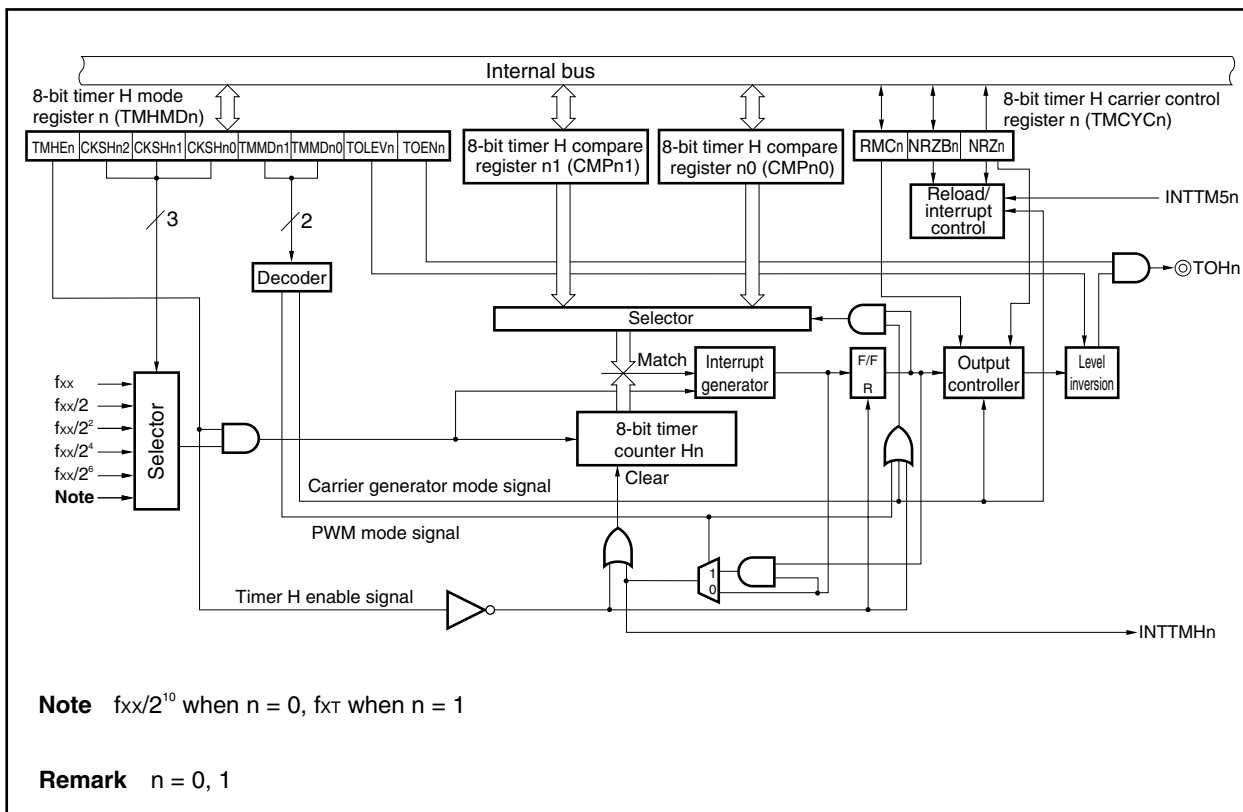 Internal bus
8-bit timer H mode
register n (TMHMDn)
8-bit timer H carrier control
register n (TMCYCn)
TMHEn CKSHn2 CKSHn1 CKSHn0 TMMDn1 TMMDn0 TOLEVn TOENn
8-bit timer H compare
register n1 (CMPn1)
8-bit timer H compare
register n0 (CMPn0)
RMCn NRZBn NRZn
Reload/
interrupt
control
INTTM5n
3
2
Decoder
TOHn
Selector
Match
Interrupt
generator
F/F
R
Output
controller
Level
inversion
fxx
fxx/2
fxx/2²
fxx/2⁴
fxx/2⁶
Note
Selector
8-bit timer
counter Hn
Clear
Carrier generator mode signal
PWM mode signal
1
0
Timer H enable signal
INTTMHn
Note fxx/2¹⁰ when n = 0, fXT when n = 1
Remark n = 0, 1